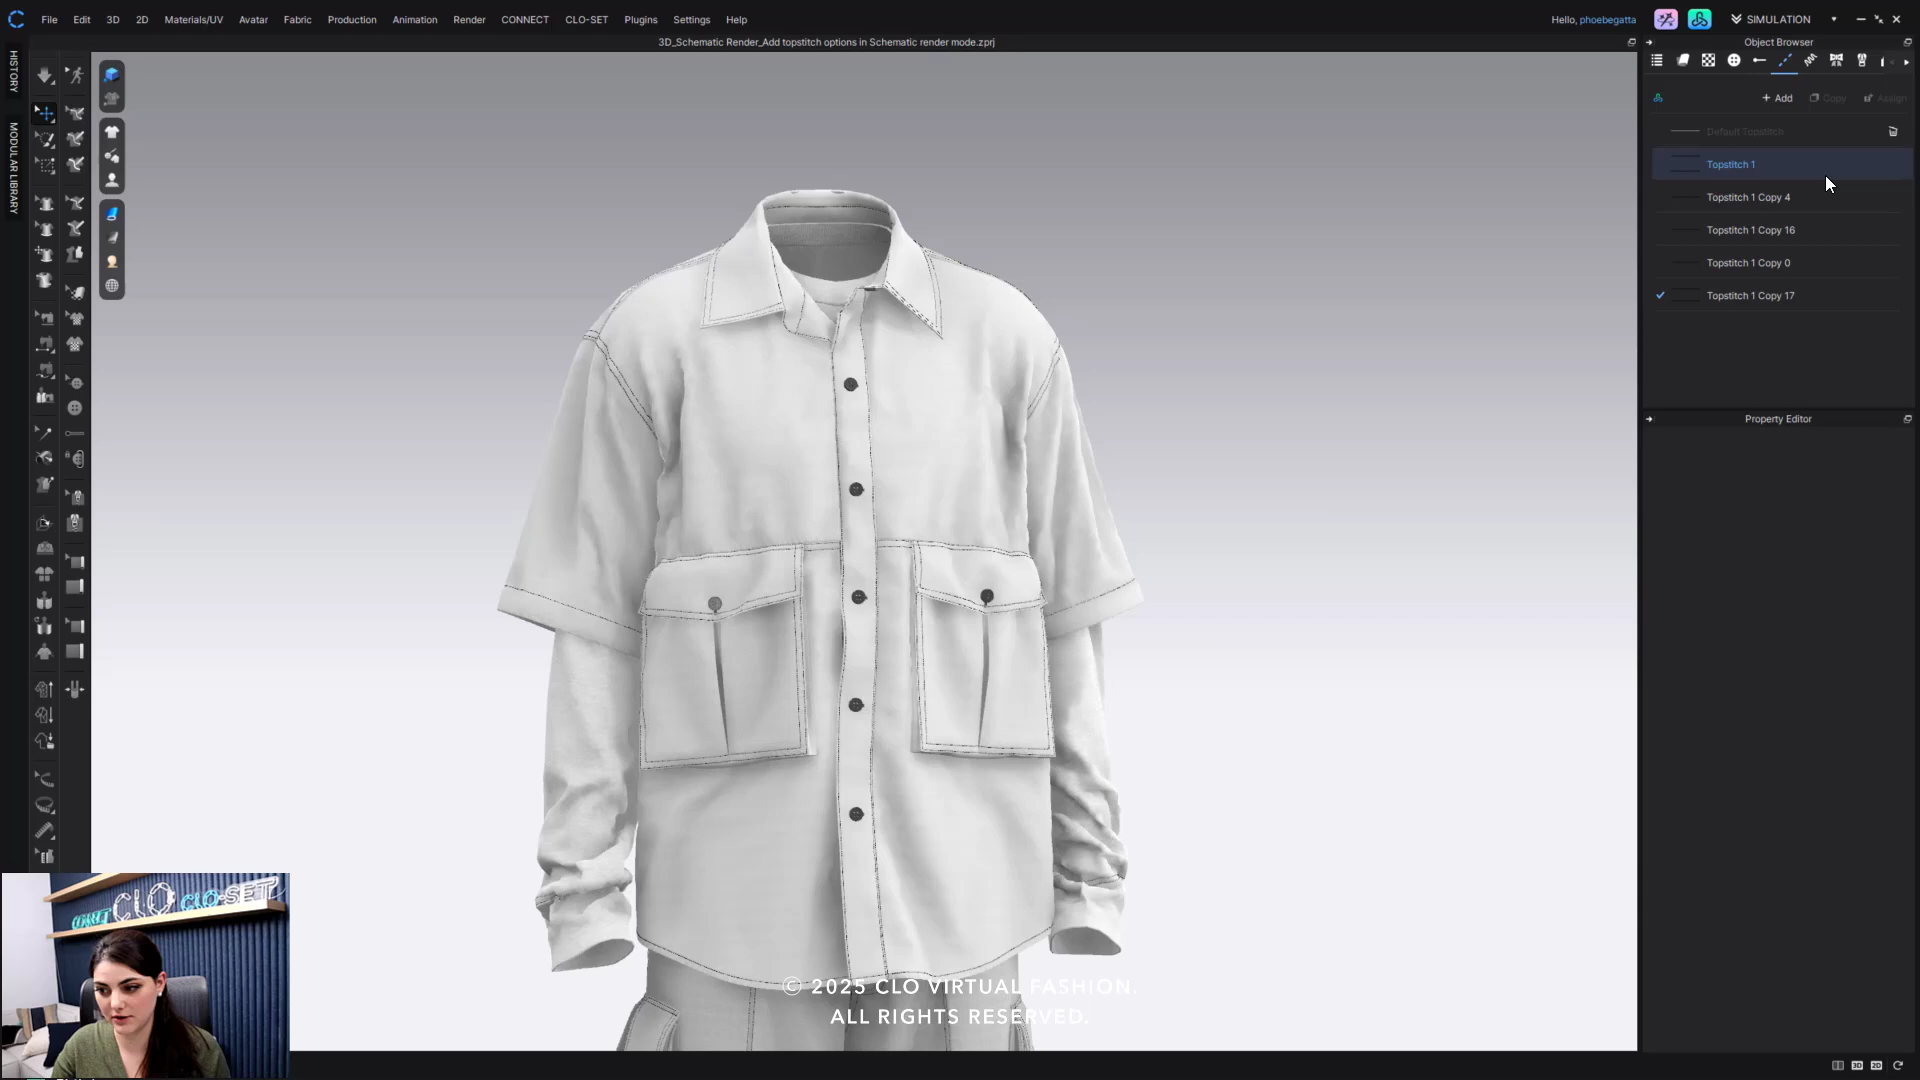 File Edit 3D 2D Materials/UV Avatar Fabric Production Animation Render CONNECT CLO-SET Plugins Settings Help
Hello, phoebegatta
SIMULATION
3D_Schematic Render_Add topstitch options in Schematic render mode.zprj
Object Browser
HISTORY
MODULAR LIBRARY
+ Add
Copy
Assign
Default Topstitch
Topstitch 1
Topstitch 1 Copy 4
Topstitch 1 Copy 16
Topstitch 1 Copy 0
Topstitch 1 Copy 17
Property Editor
CLO CLO-SET
© 2025 CLO VIRTUAL FASHION.
ALL RIGHTS RESERVED.
3D 2D